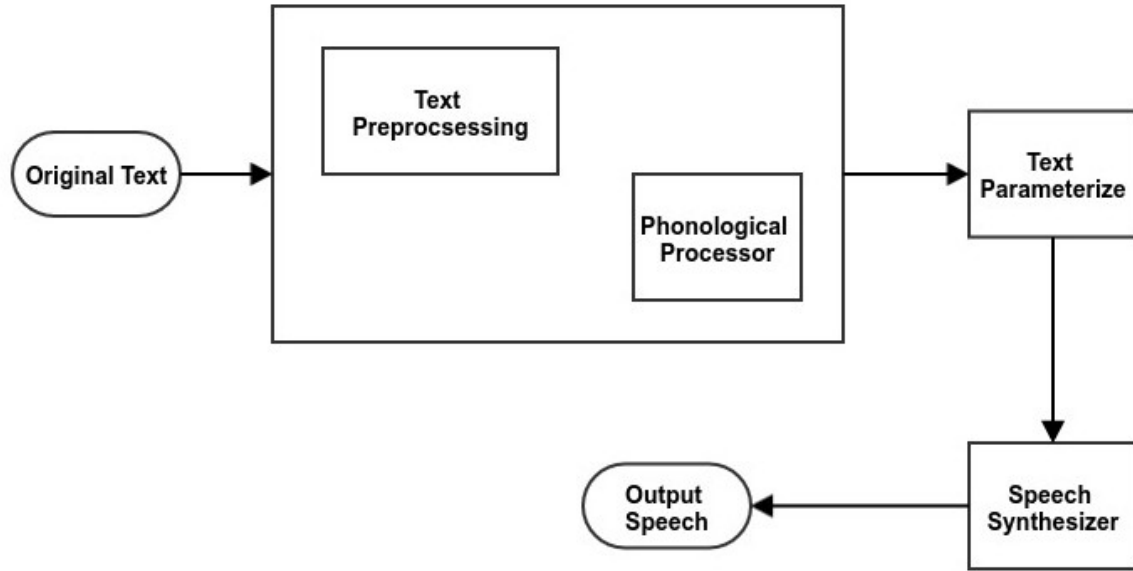 Original Text
Text
Preprocsessing
Phonological
Processor
Text
Parameterize
Speech
Synthesizer
Output
Speech